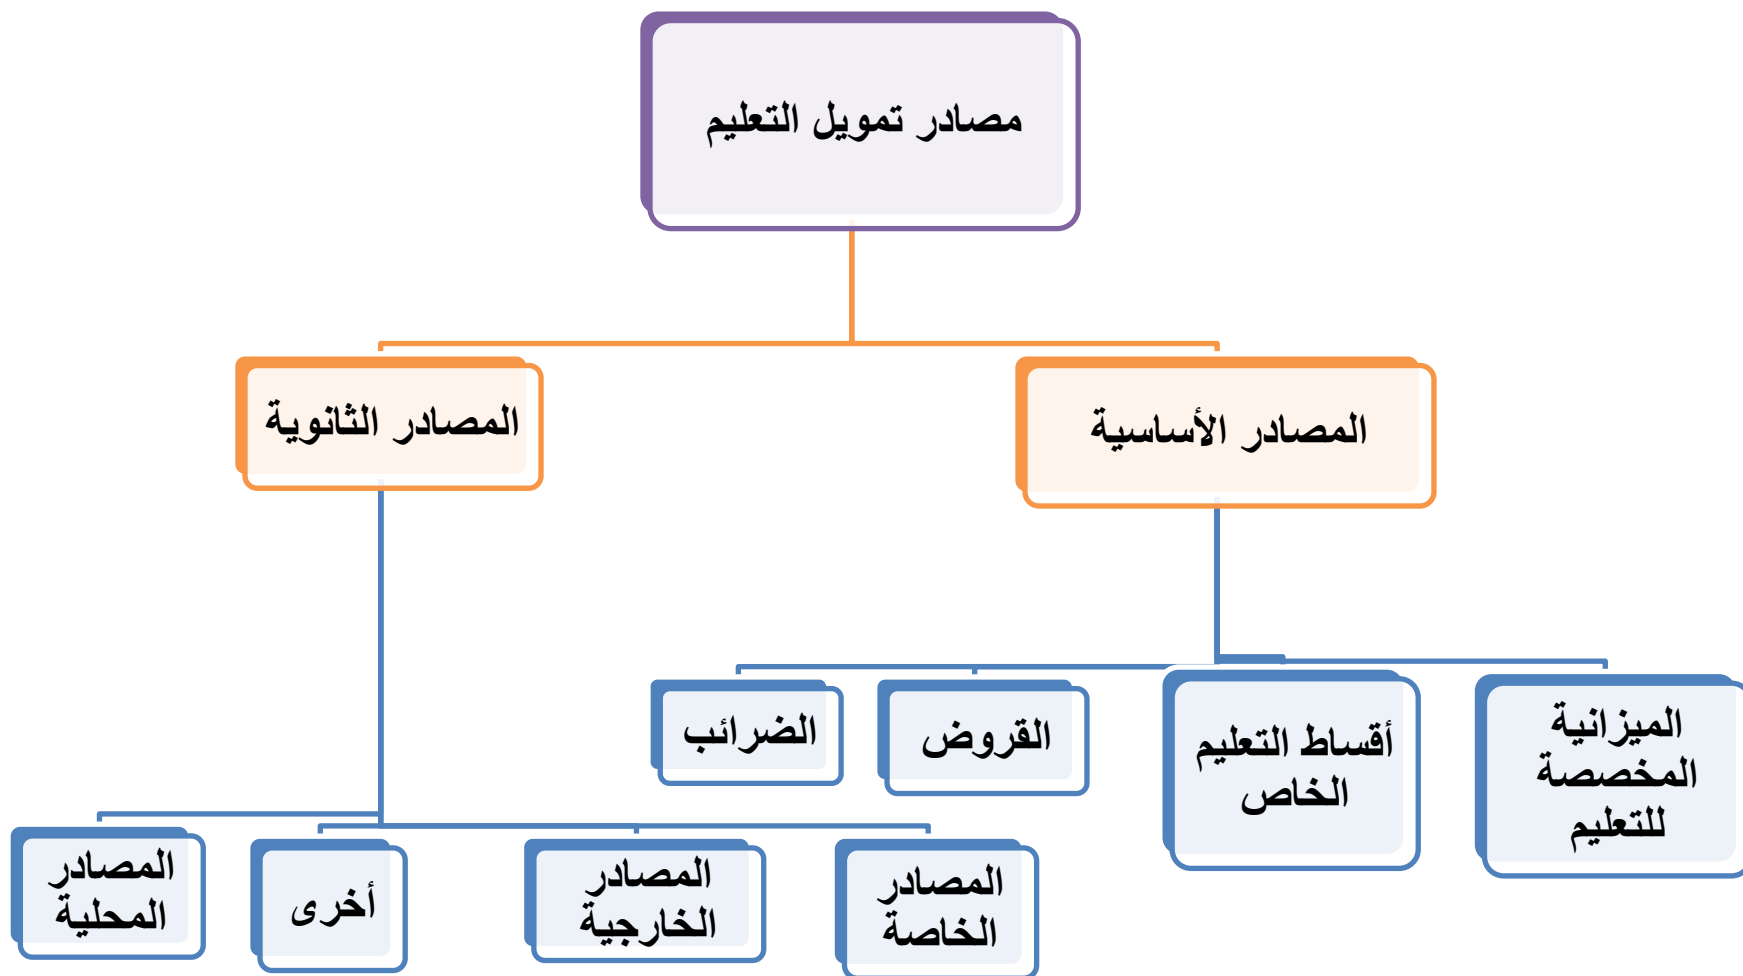 مصادر تمويل التعليم
المصادر الأساسية
المصادر الثانوية
الميزانية
المخصصة
للتعليم
أقساط التعليم
الخاص
القروض
الضرائب
المصادر
الخاصة
المصادر
الخارجية
أخرى
المصادر
المحلية